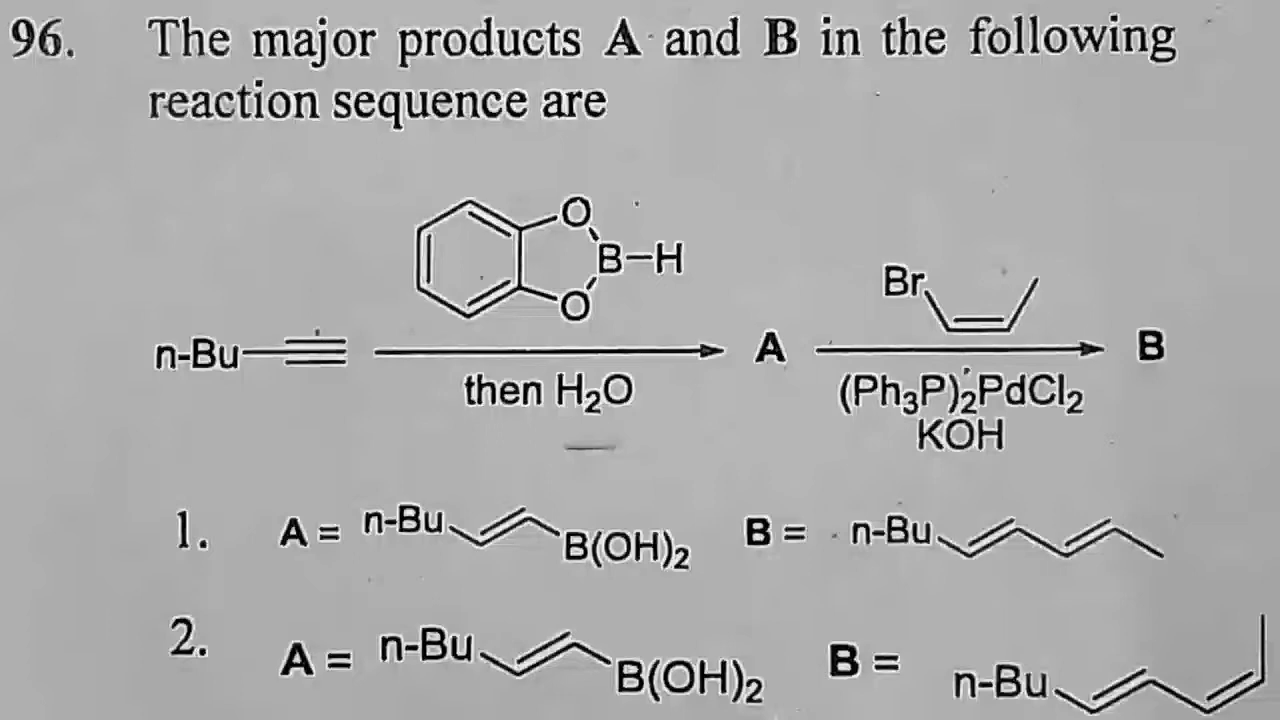 96. The major products A and B in the following
reaction sequence are
O
B–H
O
n-Bu
then H₂O
A
Br
(Ph₃P)₂PdCl₂
KOH
B
1. A = n-Bu B(OH)₂ B = n-Bu
2. A = n-Bu B(OH)₂ B = n-Bu